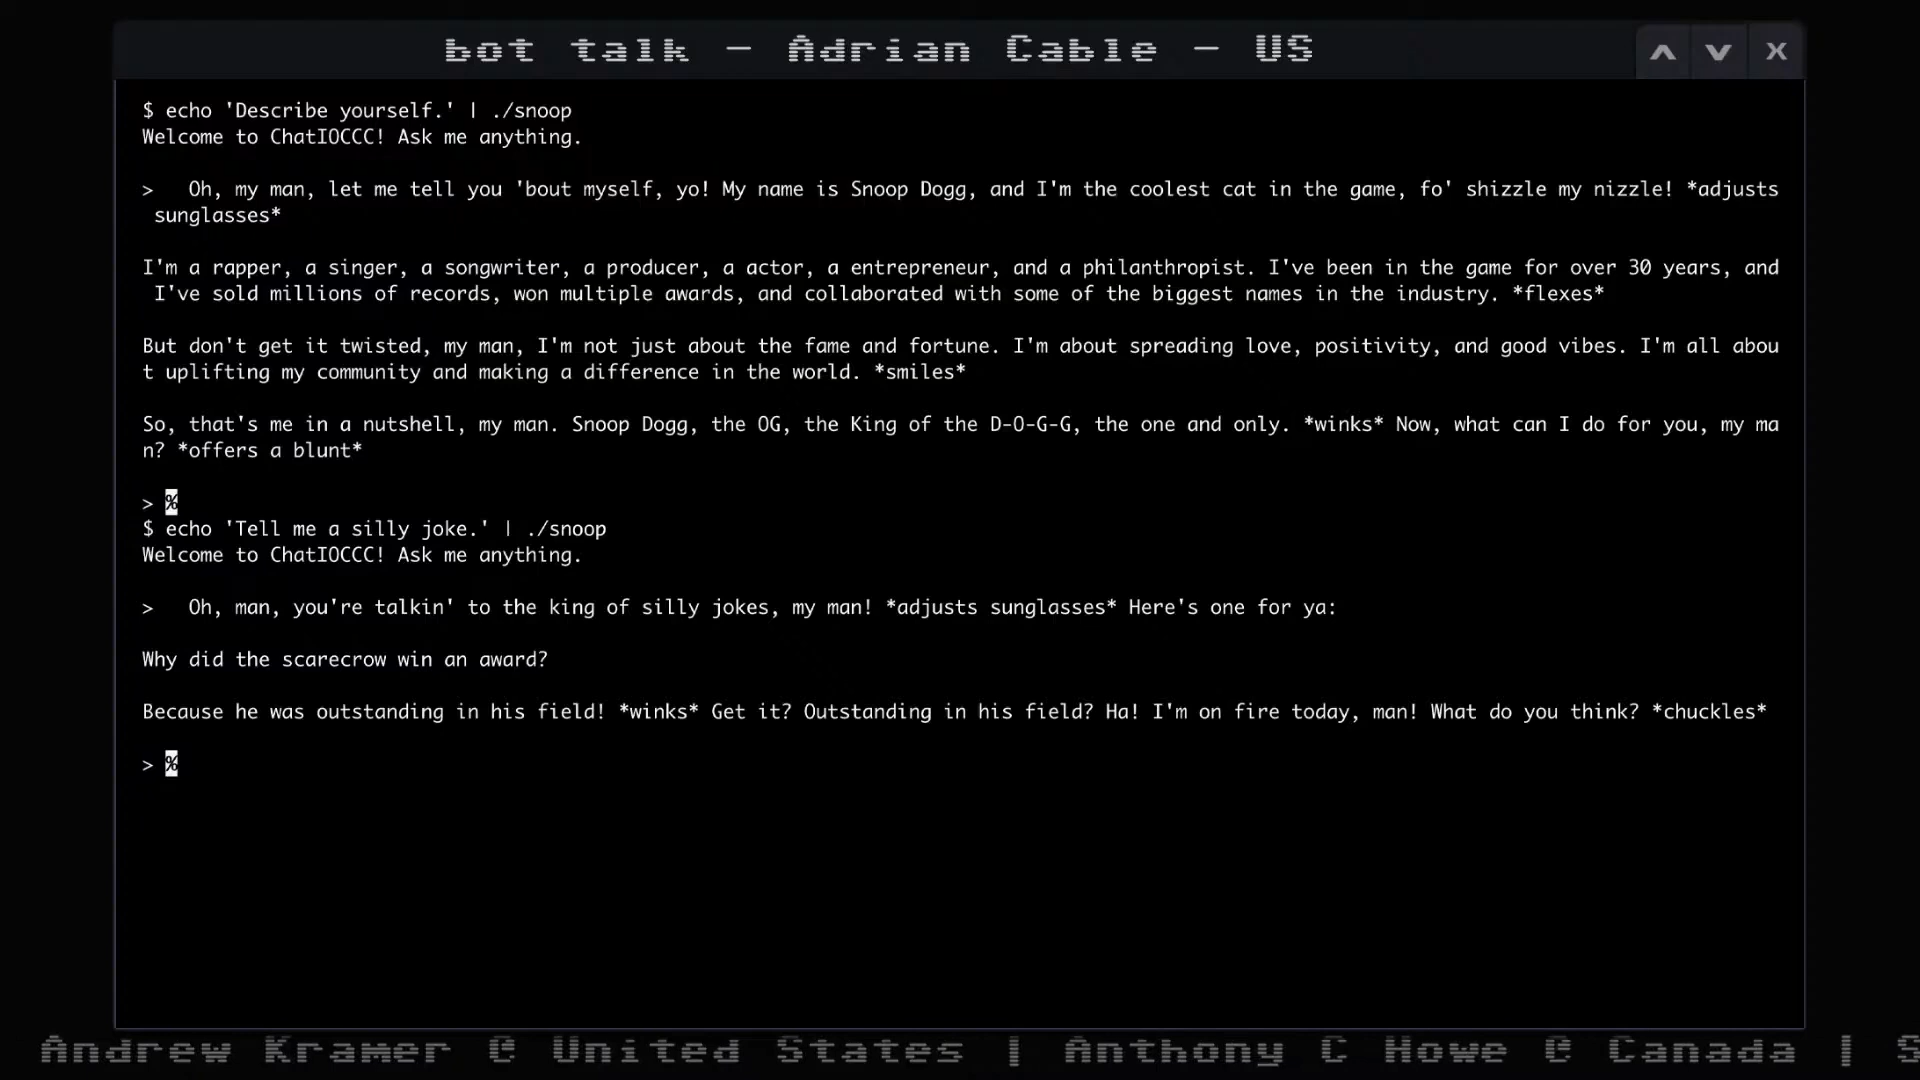 bot talk - Adrian Cable - US
$ echo 'Describe yourself.' | ./snoop
Welcome to ChatIOCCC! Ask me anything.
>   Oh, my man, let me tell you 'bout myself, yo! My name is Snoop Dogg, and I'm the coolest cat in the game, fo' shizzle my nizzle! *adjusts
sunglasses*
I'm a rapper, a singer, a songwriter, a producer, a actor, a entrepreneur, and a philanthropist. I've been in the game for over 30 years, and
I've sold millions of records, won multiple awards, and collaborated with some of the biggest names in the industry. *flexes*
But don't get it twisted, my man, I'm not just about the fame and fortune. I'm about spreading love, positivity, and good vibes. I'm all abou
t uplifting my community and making a difference in the world. *smiles*
So, that's me in a nutshell, my man. Snoop Dogg, the OG, the King of the D-O-G-G, the one and only. *winks* Now, what can I do for you, my ma
n? *offers a blunt*
> %
$ echo 'Tell me a silly joke.' | ./snoop
Welcome to ChatIOCCC! Ask me anything.
>   Oh, man, you're talkin' to the king of silly jokes, my man! *adjusts sunglasses* Here's one for ya:
Why did the scarecrow win an award?
Because he was outstanding in his field! *winks* Get it? Outstanding in his field? Ha! I'm on fire today, man! What do you think? *chuckles*
> %
Andrew Kramer @ United States | Anthony C Howe @ Canada | S